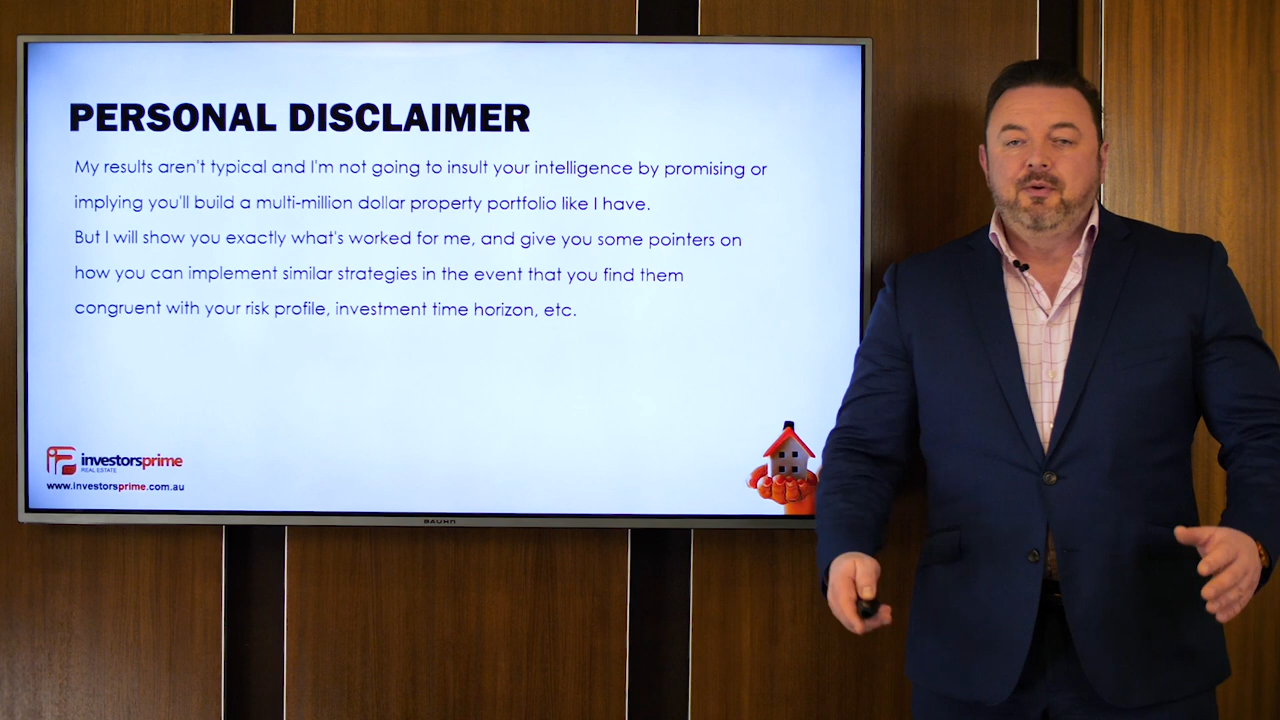 PERSONAL DISCLAIMER
My results aren't typical and I'm not going to insult your intelligence by promising or
implying you'll build a multi-million dollar property portfolio like I have.
But I will show you exactly what's worked for me, and give you some pointers on
how you can implement similar strategies in the event that you find them
congruent with your risk profile, investment time horizon, etc.
investorsprime
REAL ESTATE
www.investorsprime.com.au
BAUHN